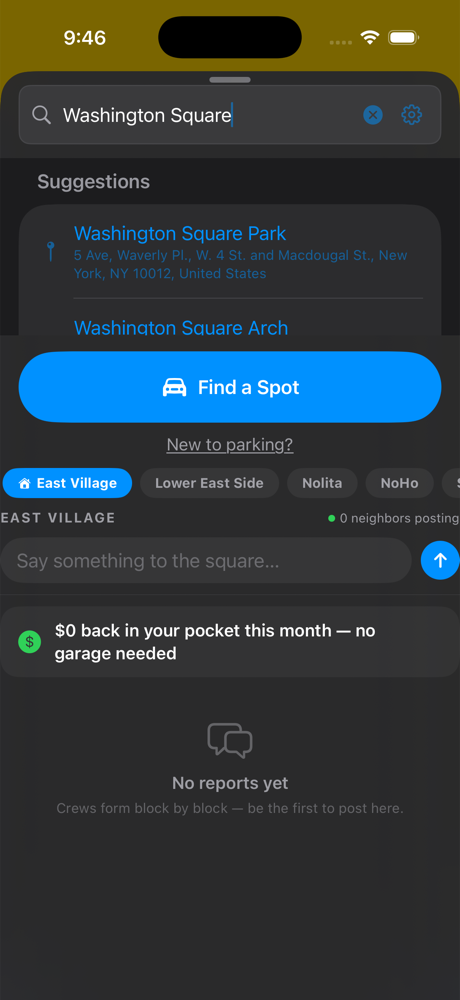 9:46
Washington Square
Suggestions
Washington Square Park
5 Ave, Waverly Pl., W. 4 St. and Macdougal St., New
York, NY 10012, United States
Washington Square Arch
Find a Spot
New to parking?
East Village
Lower East Side
Nolita
NoHo
EAST VILLAGE
0 neighbors posting
Say something to the square...
$0 back in your pocket this month — no
garage needed
No reports yet
Crews form block by block — be the first to post here.